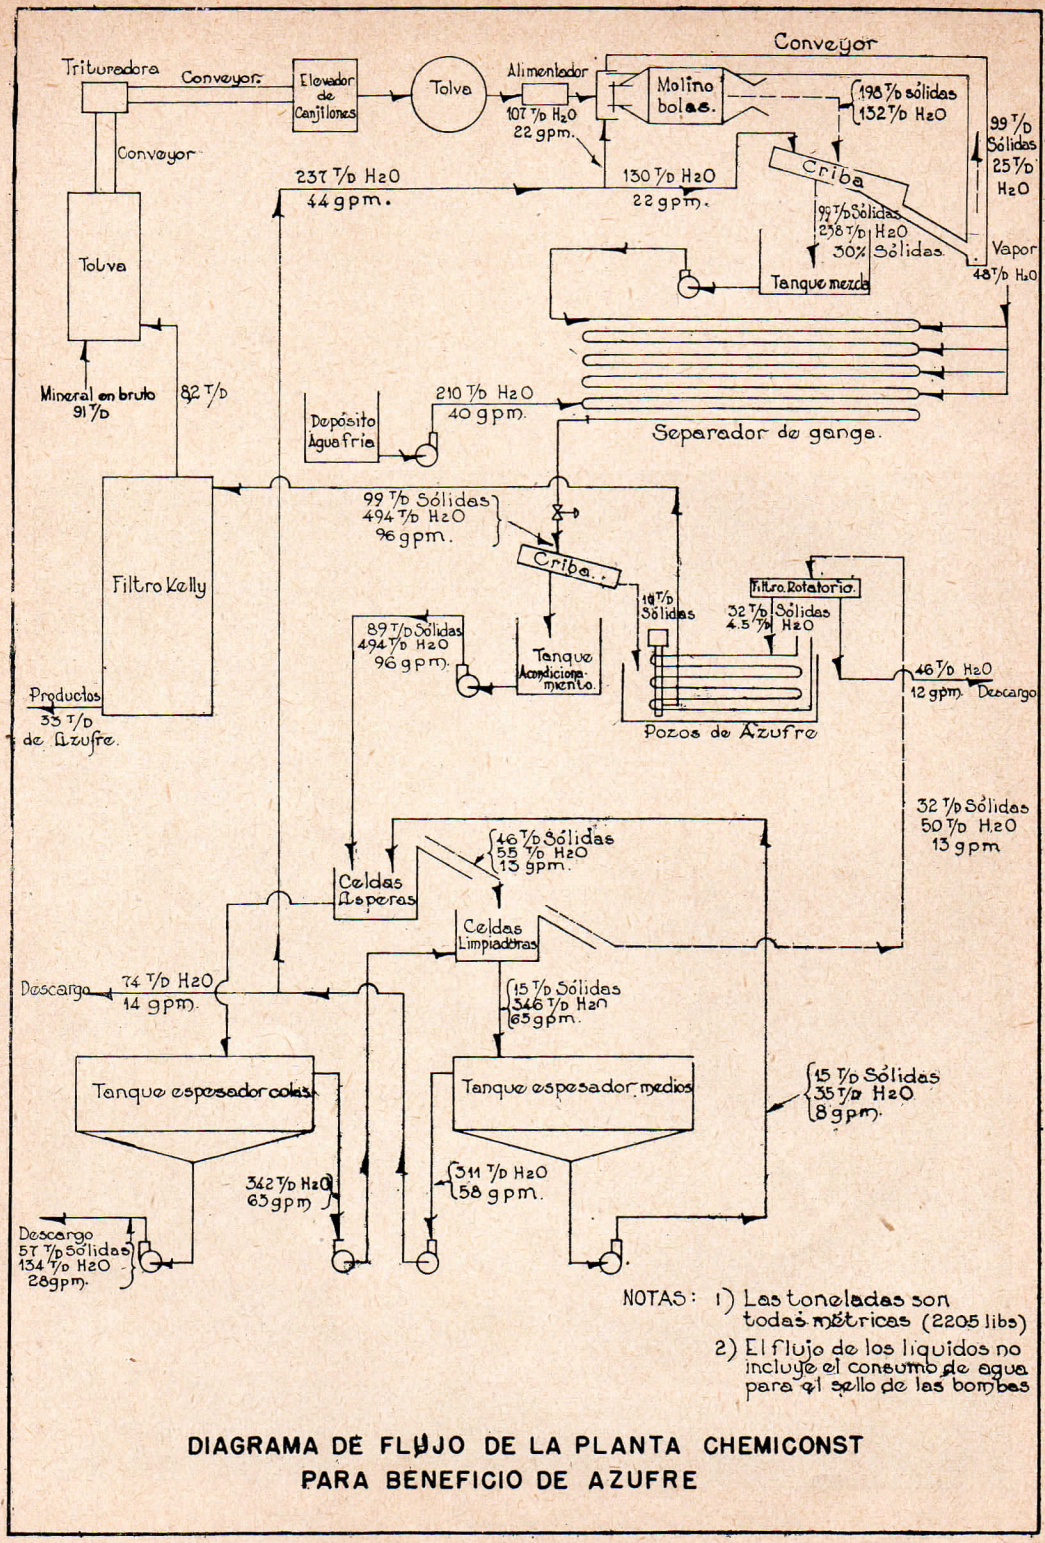 Conveyor
Trituradora
Conveyor.
Elevador
de
Canjilones
Tolva
Alimentador
107 T/D H2O
22 gpm.
Molino
bolas.
198 T/D sólidas
132 T/D H2O
99 T/D
Sólidas
25 T/D
H2O
Conveyor
237 T/D H2O
44 gpm.
130 T/D H2O
22 gpm.
Criba
99 T/D Sólidas
238 T/D H2O
30% Sólidas
Vapor
48 T/D H2O
Tolva
Tanque mezcla
Mineral en bruto
91 T/D
8,2 T/D
Depósito
Agua fría
210 T/D H2O
40 gpm.
Separador de ganga.
99 T/D Sólidas
494 T/D H2O
96 gpm.
Criba.
Filtro Kelly
10 T/D
Sólidas
Filtro Rotatorio.
32 T/D Sólidas
4.5 T/D H2O
89 T/D Sólidas
494 T/D H2O
96 gpm.
Tanque
Acondiciona-
miento.
46 T/D H2O
12 gpm. Descargo
Productos
33 T/D
de Azufre.
Pozos de Azufre
32 T/D Sólidas
50 T/D H2O
13 gpm
46 T/D Sólidas
55 T/D H2O
13 gpm.
Celdas
Asperas
Celdas
Limpiadoras
Descargo
74 T/D H2O
14 gpm.
15 T/D Sólidas
346 T/D H2O
65 gpm.
Tanque espesador colas
Tanque espesador medios
15 T/D Sólidas
35 T/D H2O
8 gpm.
342 T/D H2O
63 gpm
311 T/D H2O
58 gpm.
Descargo
57 T/D Sólidas
134 T/D H2O
28 gpm.
NOTAS: 1) Las toneladas son
todas métricas (2205 libs)
2) El flujo de los líquidos no
incluye el consumo de agua
para el sello de las bombas
DIAGRAMA DE FLUJO DE LA PLANTA CHEMICONST
PARA BENEFICIO DE AZUFRE